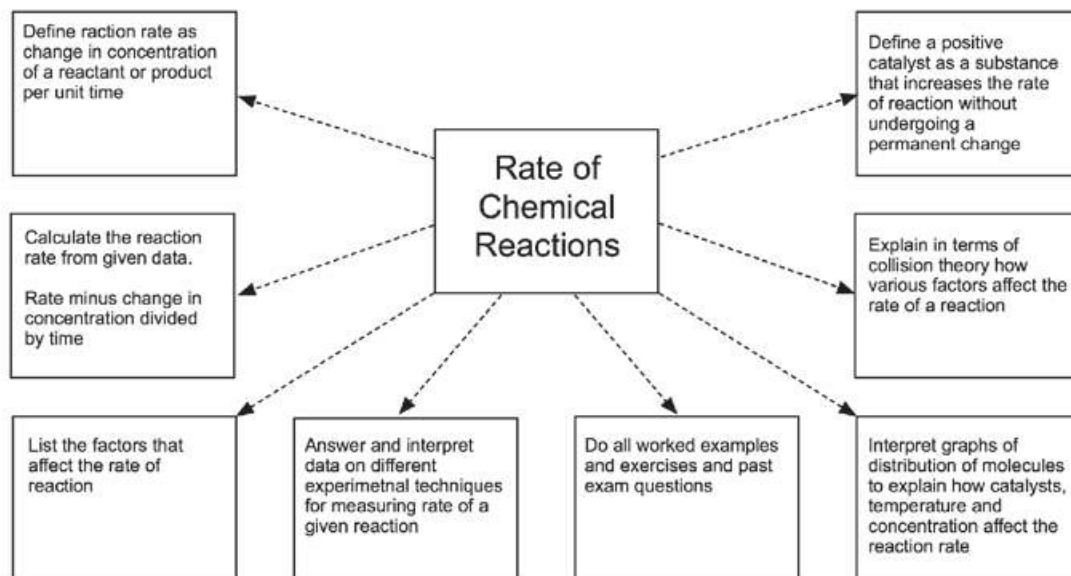 Define raction rate as
change in concentration
of a reactant or product
per unit time
Define a positive
catalyst as a substance
that increases the rate
of reaction without
undergoing a
permanent change
Rate of
Chemical
Reactions
Calculate the reaction
rate from given data.
Rate minus change in
concentration divided
by time
Explain in terms of
collision theory how
various factors affect the
rate of a reaction
List the factors that
affect the rate of
reaction
Answer and interpret
data on different
experimetnal techniques
for measuring rate of a
given reaction
Do all worked examples
and exercises and past
exam questions
Interpret graphs of
distribution of molecules
to explain how catalysts,
temperature and
concentration affect the
reaction rate